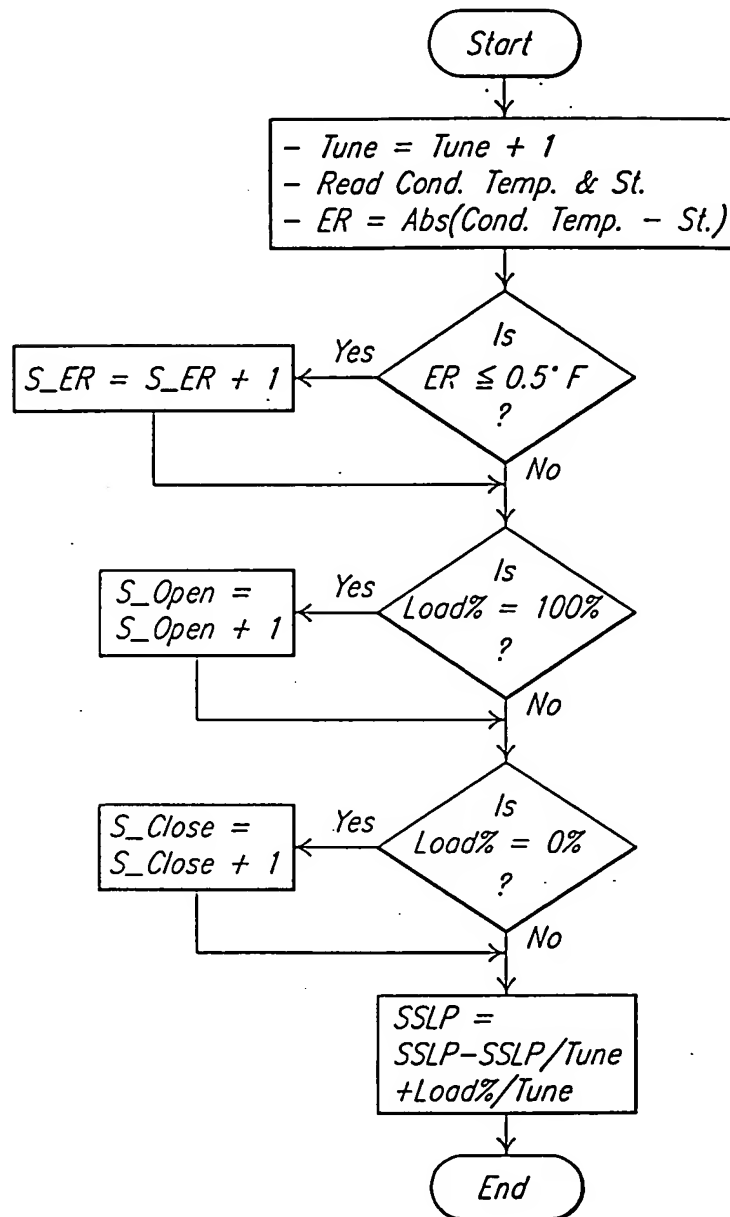 Start
- Tune = Tune + 1
- Read Cond. Temp. & St.
- ER = Abs(Cond. Temp. - St.)
Is
ER ≦ 0.5° F
?
Yes
S_ER = S_ER + 1
No
Is
Load% = 100%
?
Yes
S_Open =
S_Open + 1
No
Is
Load% = 0%
?
Yes
S_Close =
S_Close + 1
No
SSLP =
SSLP-SSLP/Tune
+Load%/Tune
End